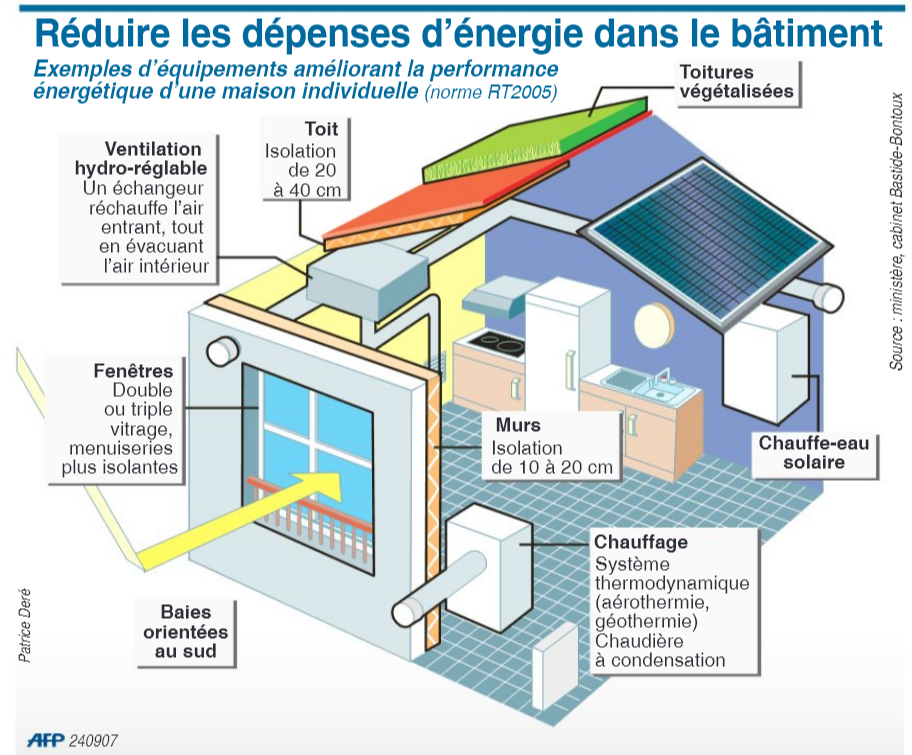 Réduire les dépenses d'énergie dans le bâtiment
Exemples d'équipements améliorant la performance
énergétique d'une maison individuelle (norme RT2005)
Toitures
végétalisées
Toit
Isolation
de 20
à 40 cm
Ventilation
hydro-réglable
Un échangeur
réchauffe l'air
entrant, tout
en évacuant
l'air intérieur
Fenêtres
Double
ou triple
vitrage,
menuiseries
plus isolantes
Murs
Isolation
de 10 à 20 cm
Chauffe-eau
solaire
Chauffage
Système
thermodynamique
(aérothermie,
géothermie)
Chaudière
à condensation
Baies
orientées
au sud
Source : ministère, cabinet Bastide-Bontoux
Patrice Deré
AFP 240907